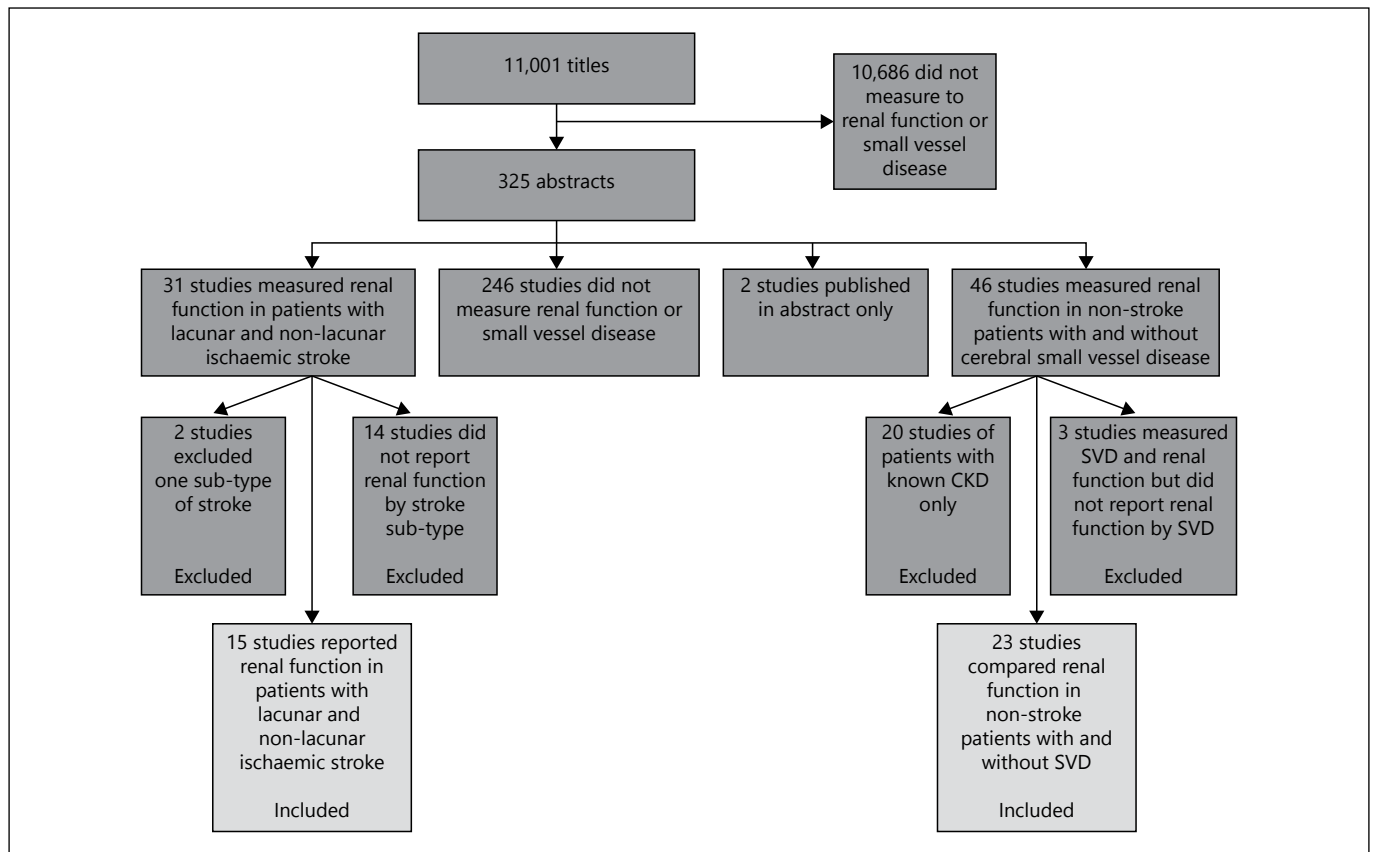 11,001 titles
10,686 did not
measure to
renal function or
small vessel
disease
325 abstracts
31 studies measured renal
function in patients with
lacunar and non-lacunar
ischaemic stroke
246 studies did not
measure renal function or
small vessel disease
2 studies published
in abstract only
46 studies measured renal
function in non-stroke
patients with and without
cerebral small vessel disease
2 studies
excluded
one sub-type
of stroke
Excluded
14 studies did
not report
renal function
by stroke
sub-type
Excluded
20 studies of
patients with
known CKD
only
Excluded
3 studies measured
SVD and renal
function but did
not report renal
function by SVD
Excluded
15 studies reported
renal function in
patients with
lacunar and
non-lacunar
ischaemic stroke
Included
23 studies
compared renal
function in
non-stroke
patients with and
without SVD
Included